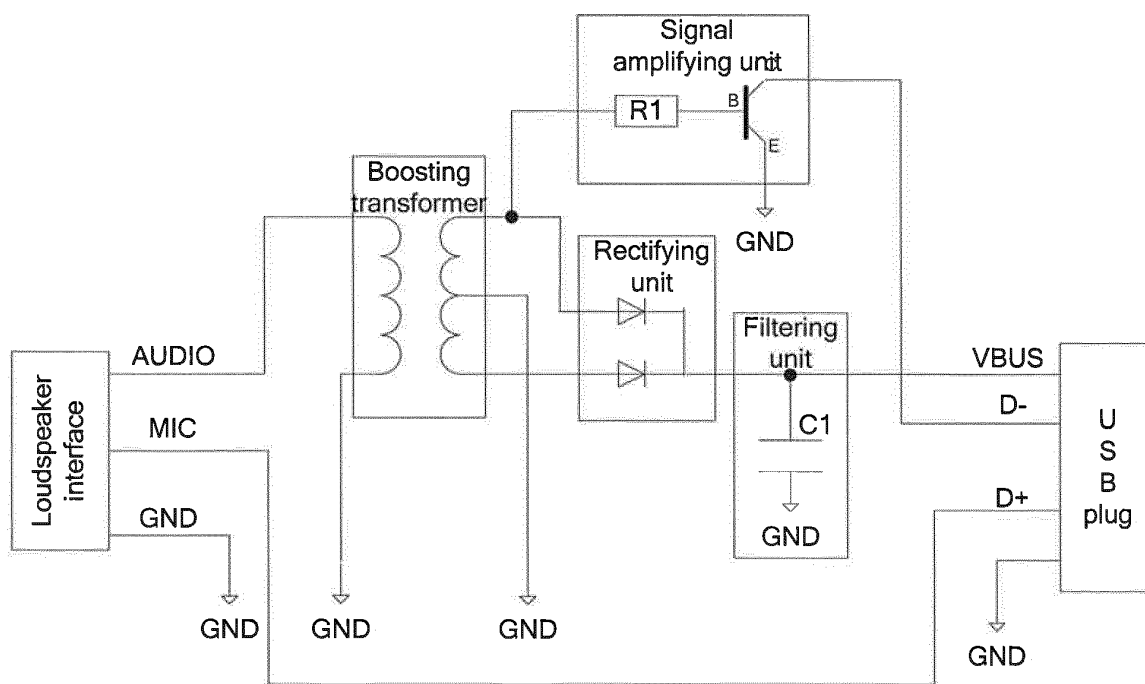 Signal
amplifying unit
C
R1
B
E
GND
Boosting
transformer
Rectifying
unit
Filtering
unit
C1
GND
AUDIO
MIC
GND
Loudspeaker
interface
GND
GND
GND
VBUS
D-
D+
U
S
B
plug
GND